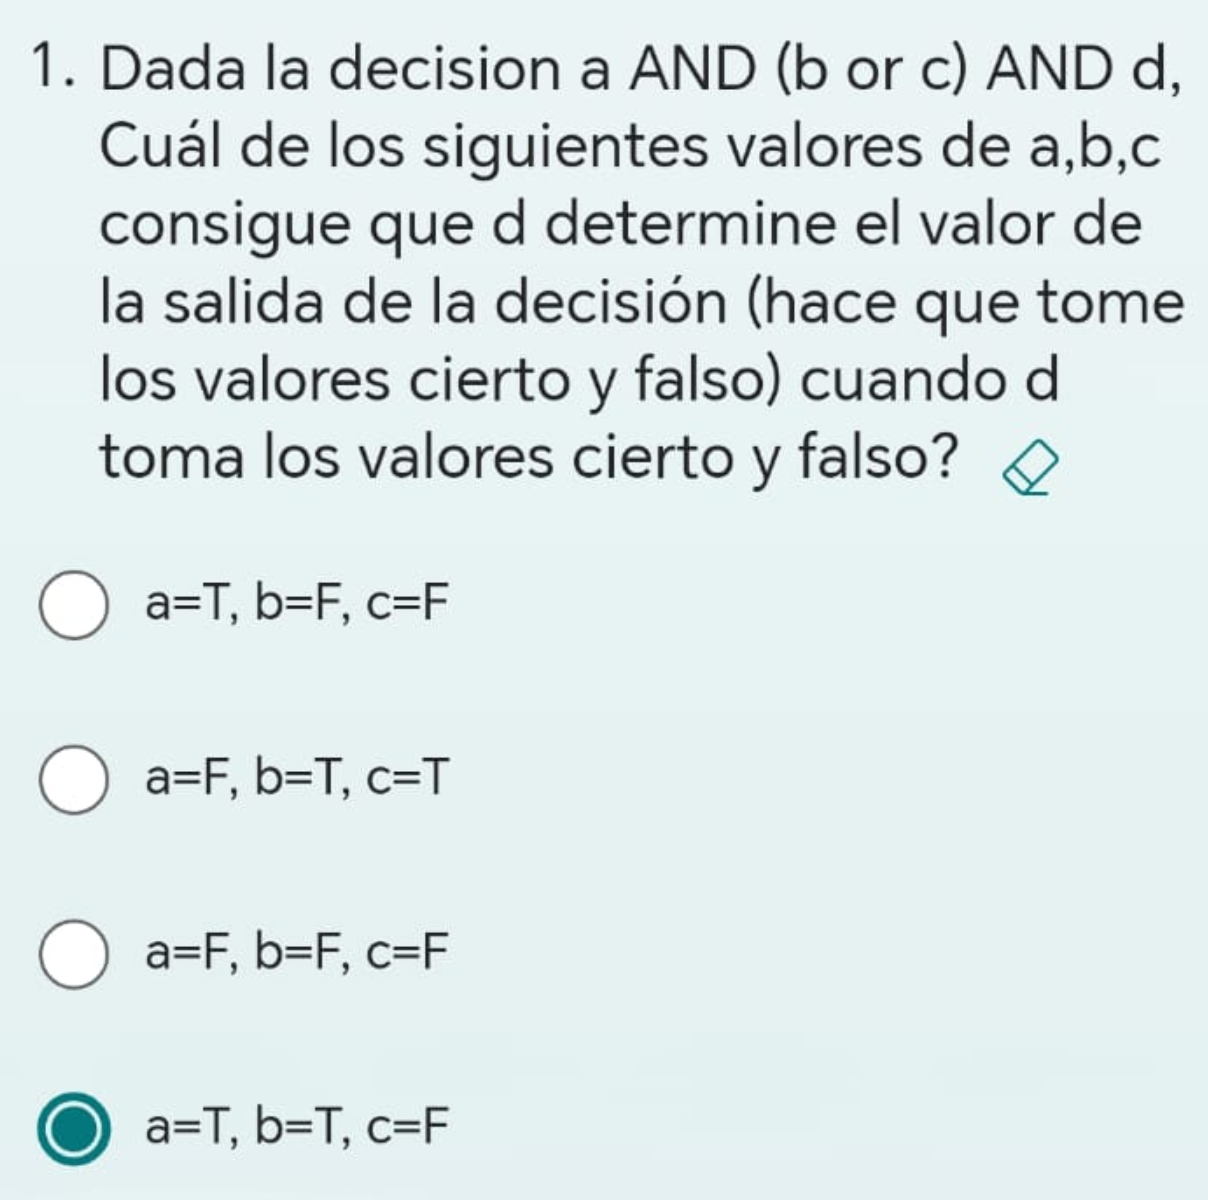 1. Dada la decision a AND (b or c) AND d,
Cuál de los siguientes valores de a,b,c
consigue que d determine el valor de
la salida de la decisión (hace que tome
los valores cierto y falso) cuando d
toma los valores cierto y falso?
a=T, b=F, c=F
a=F, b=T, c=T
a=F, b=F, c=F
a=T, b=T, c=F